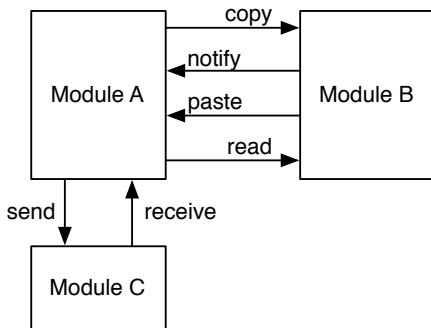 copy
notify
Module A
Module B
paste
read
send
receive
Module C